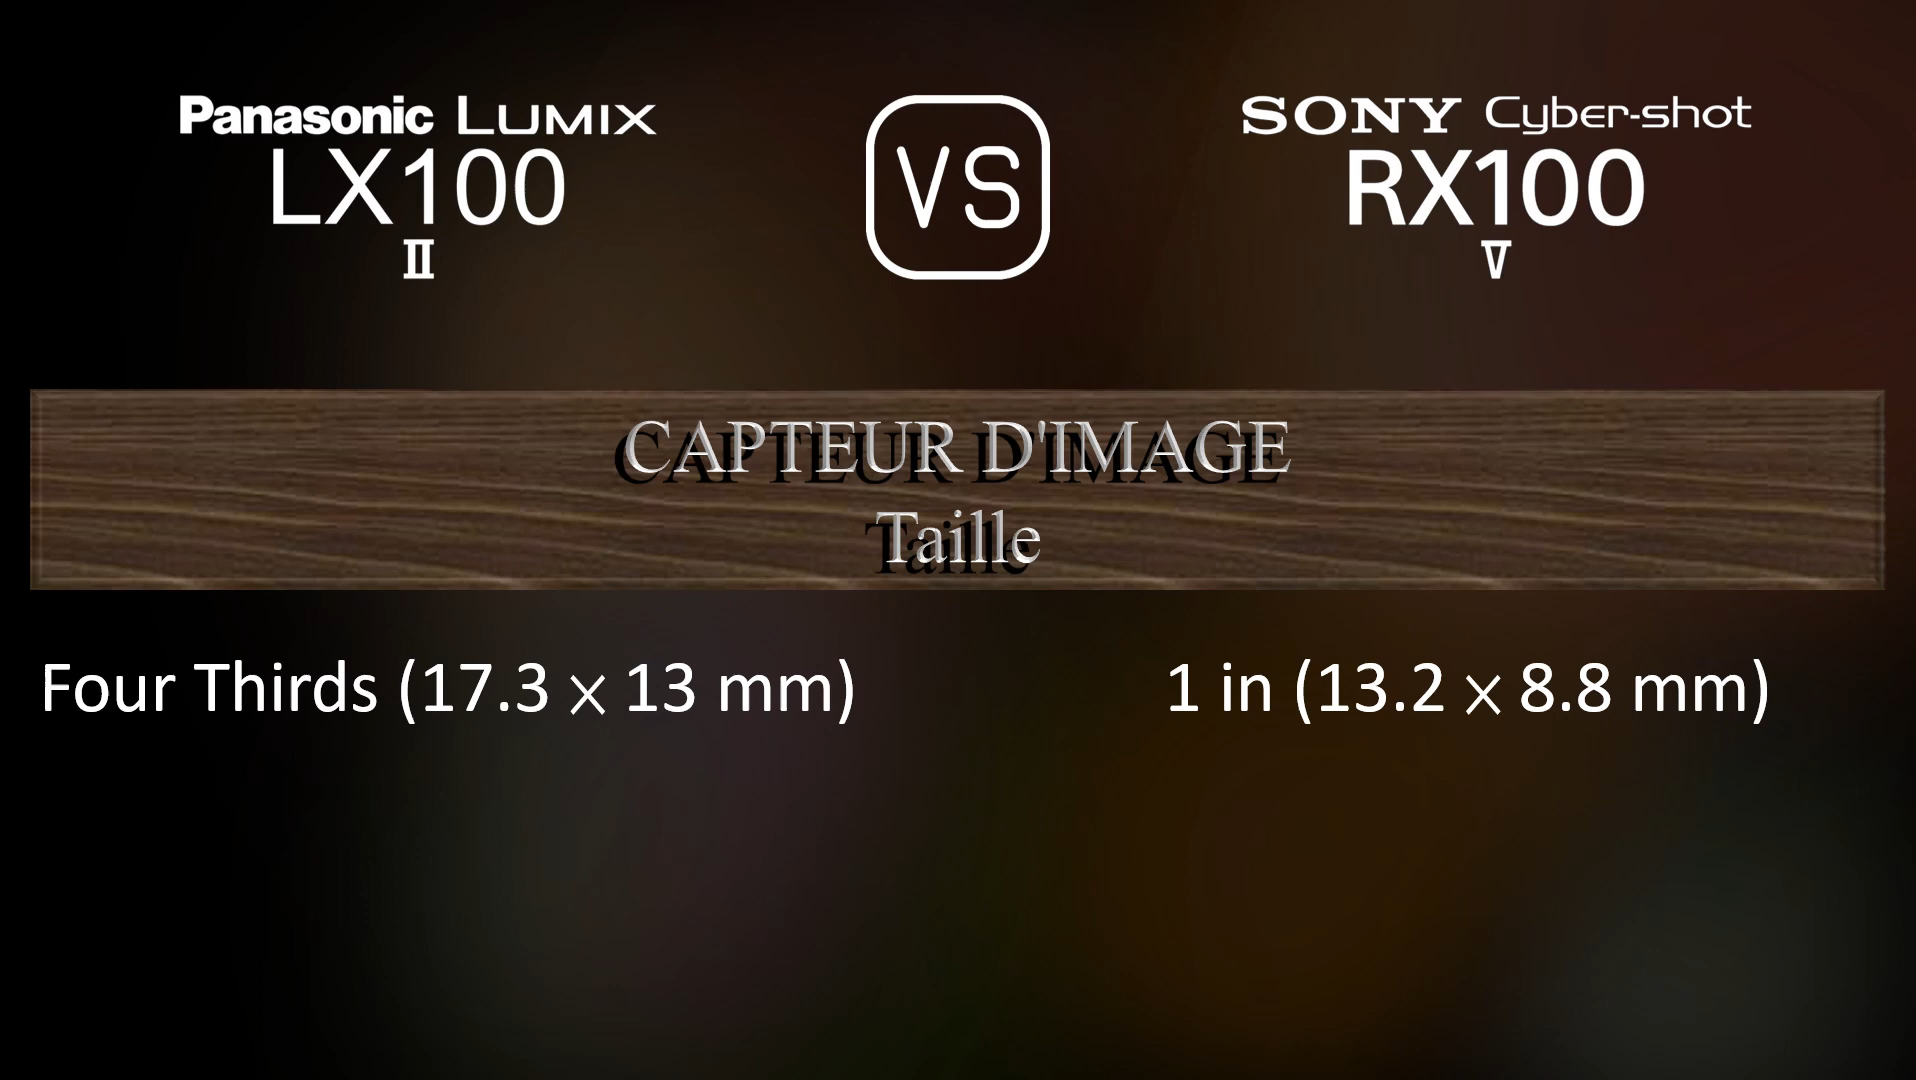 Panasonic LUMIX
LX100
II
VS
SONY Cyber-shot
RX100
V
CAPTEUR D'IMAGE
Taille
Four Thirds (17.3 x 13 mm)
1 in (13.2 x 8.8 mm)